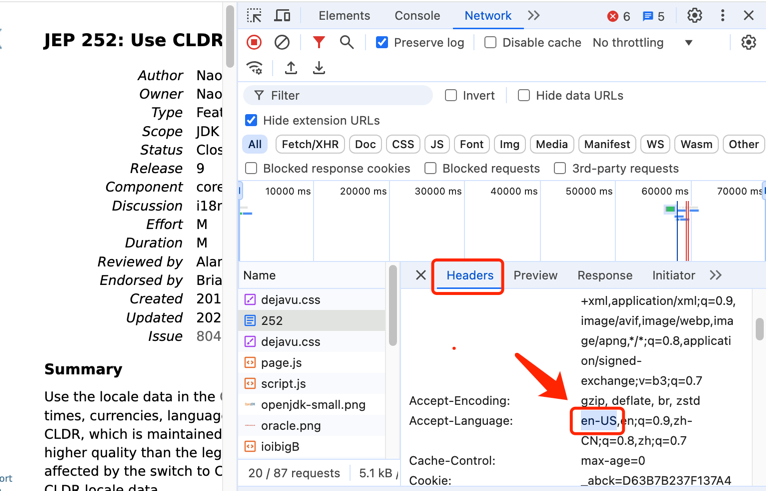 JEP 252: Use CLDR
Author Nao
Owner Nao
Type Feat
Scope JDK
Status Clos
Release 9
Component core
Discussion i18r
Effort M
Duration M
Reviewed by Alar
Endorsed by Bria
Created 201
Updated 202
Issue 804
Summary
Use the locale data in the
times, currencies, language
CLDR, which is maintained
higher quality than the leg
affected by the switch to C
CLDR locale data
ort
Elements Console Network 6 5
Preserve log Disable cache No throttling
Filter Invert Hide data URLs
Hide extension URLs
All Fetch/XHR Doc CSS JS Font Img Media Manifest WS Wasm Other
Blocked response cookies Blocked requests 3rd-party requests
10000 ms 20000 ms 30000 ms 40000 ms 50000 ms 60000 ms 70000 ms
Name
dejavu.css
252
dejavu.css
page.js
script.js
openjdk-small.png
oracle.png
ioibigB
20 / 87 requests 5.1 kB /
Headers Preview Response Initiator
+xml,application/xml;q=0.9,
image/avif,image/webp,ima
ge/apng,*/*;q=0.8,applicati
on/signed-
exchange;v=b3;q=0.7
Accept-Encoding: gzip, deflate, br, zstd
Accept-Language: en-US,en;q=0.9,zh-
CN;q=0.8,zh;q=0.7
Cache-Control: max-age=0
Cookie: _abck=D63B7B237F137A4